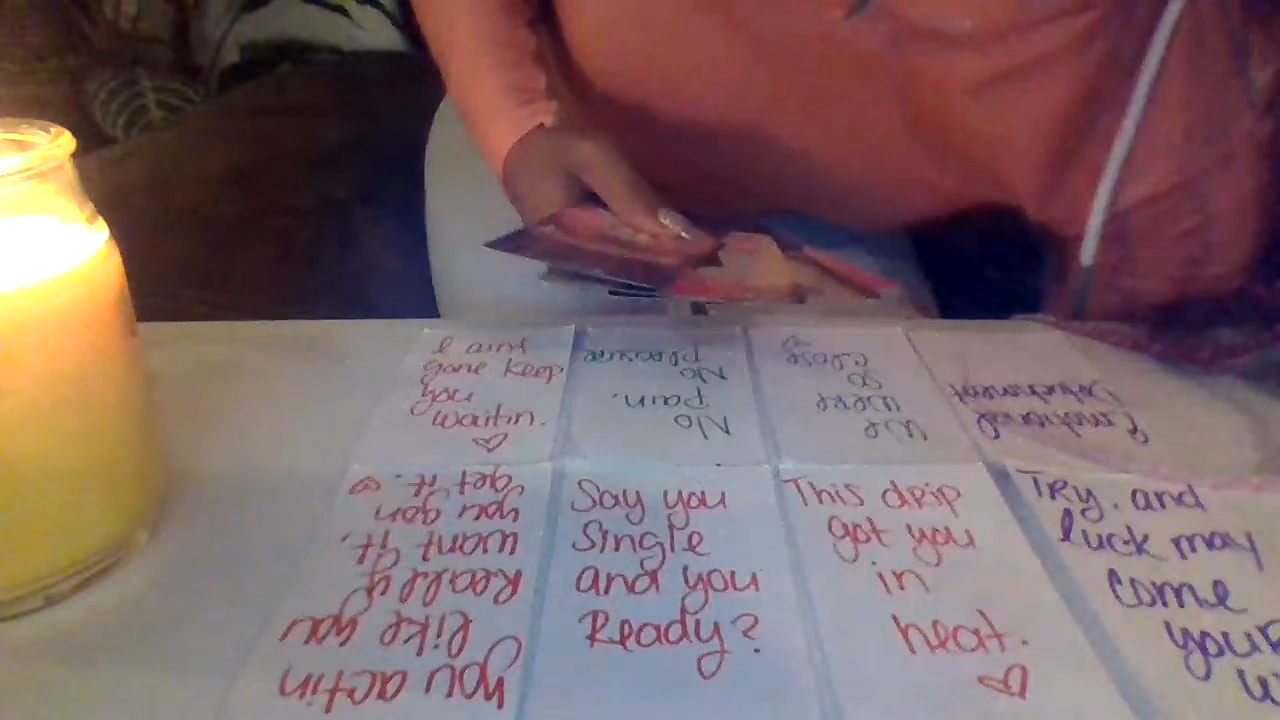 I aint
gone keep
you
waitin.
No
pain.
No
pleasure
We
were
so
close
Emotional
Detachment
You actin
like you
Really
want it.
you gon
get it.
Say you
Single
and you
Ready?
This drip
got you
in
heat.
Try. and
luck may
come
your